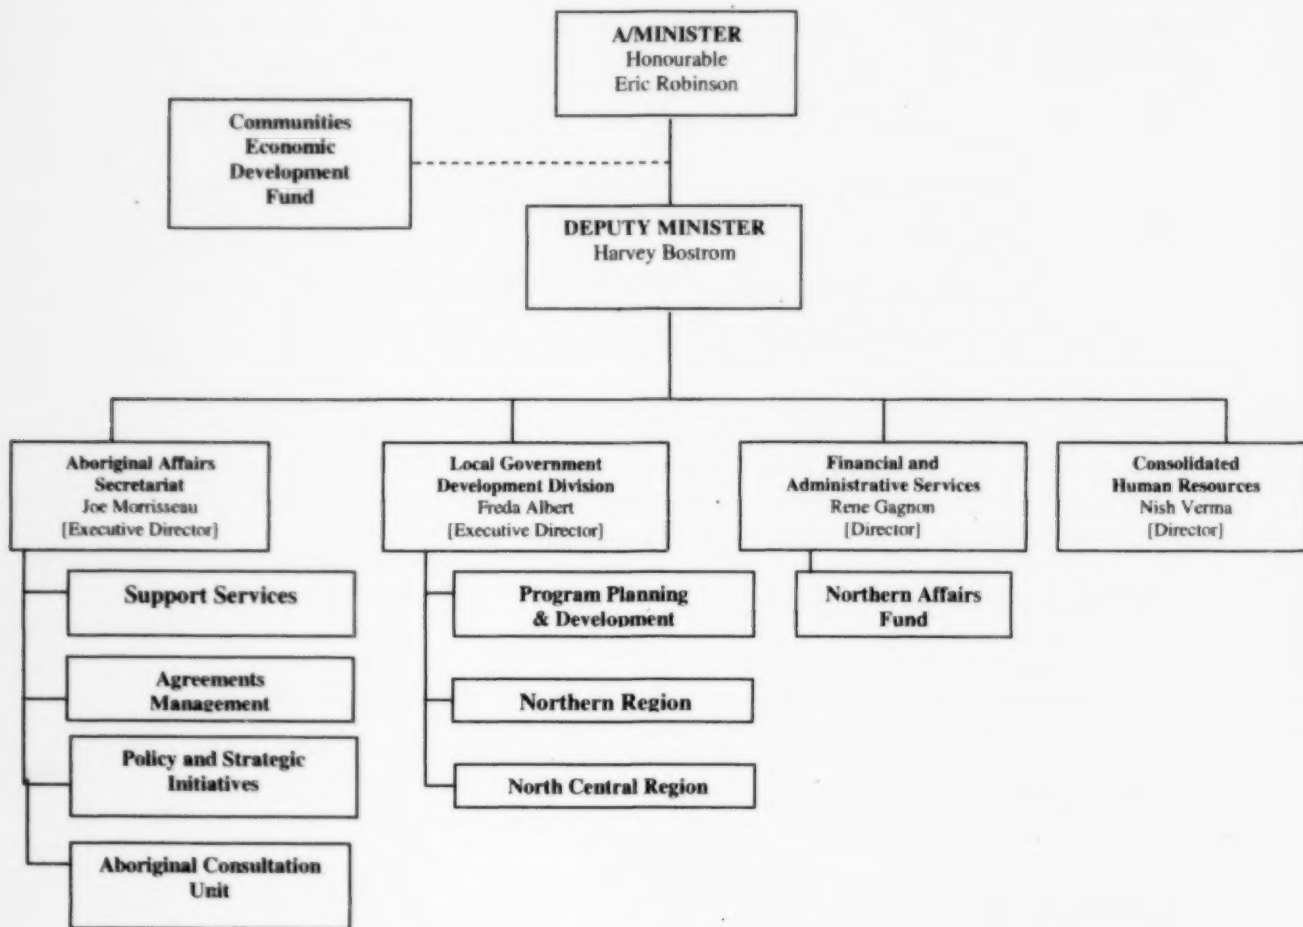 A/MINISTER
Honourable
Eric Robinson
Communities
Economic
Development
Fund
DEPUTY MINISTER
Harvey Bostrom
Aboriginal Affairs
Secretariat
Joe Morrisseau
[Executive Director]
Local Government
Development Division
Freda Albert
[Executive Director]
Financial and
Administrative Services
Rene Gagnon
[Director]
Consolidated
Human Resources
Nish Verma
[Director]
Support Services
Agreements
Management
Policy and Strategic
Initiatives
Aboriginal Consultation
Unit
Program Planning
& Development
Northern Region
North Central Region
Northern Affairs
Fund